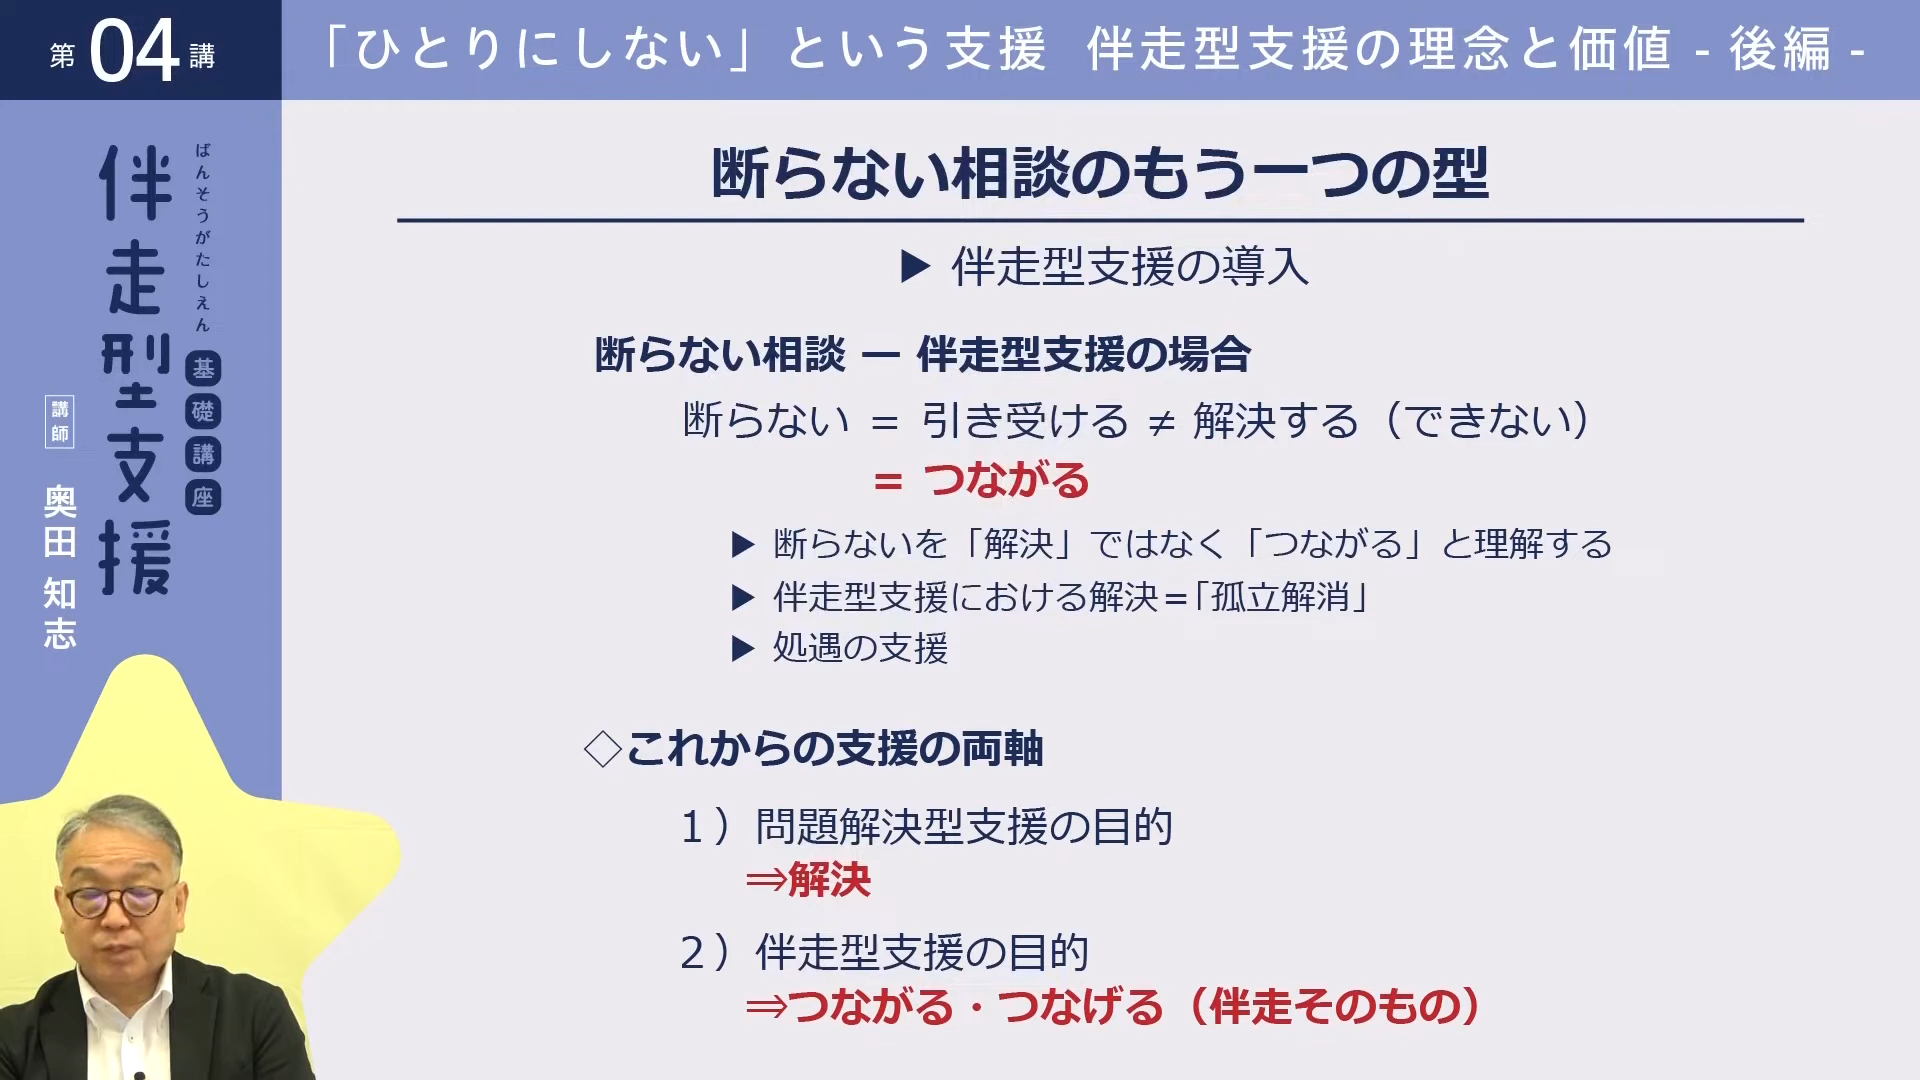 第04講
「ひとりにしない」という支援 伴走型支援の理念と価値 - 後編 -
ばんそうがたしえん
伴走型支援
基礎講座
講師
奥田 知志
断らない相談のもう一つの型
▶ 伴走型支援の導入
断らない相談 ー 伴走型支援の場合
断らない ＝ 引き受ける ≠ 解決する（できない）
＝ つながる
▶ 断らないを「解決」ではなく「つながる」と理解する
▶ 伴走型支援における解決＝「孤立解消」
▶ 処遇の支援
◇これからの支援の両軸
１）問題解決型支援の目的
⇒解決
２）伴走型支援の目的
⇒つながる・つなげる（伴走そのもの）